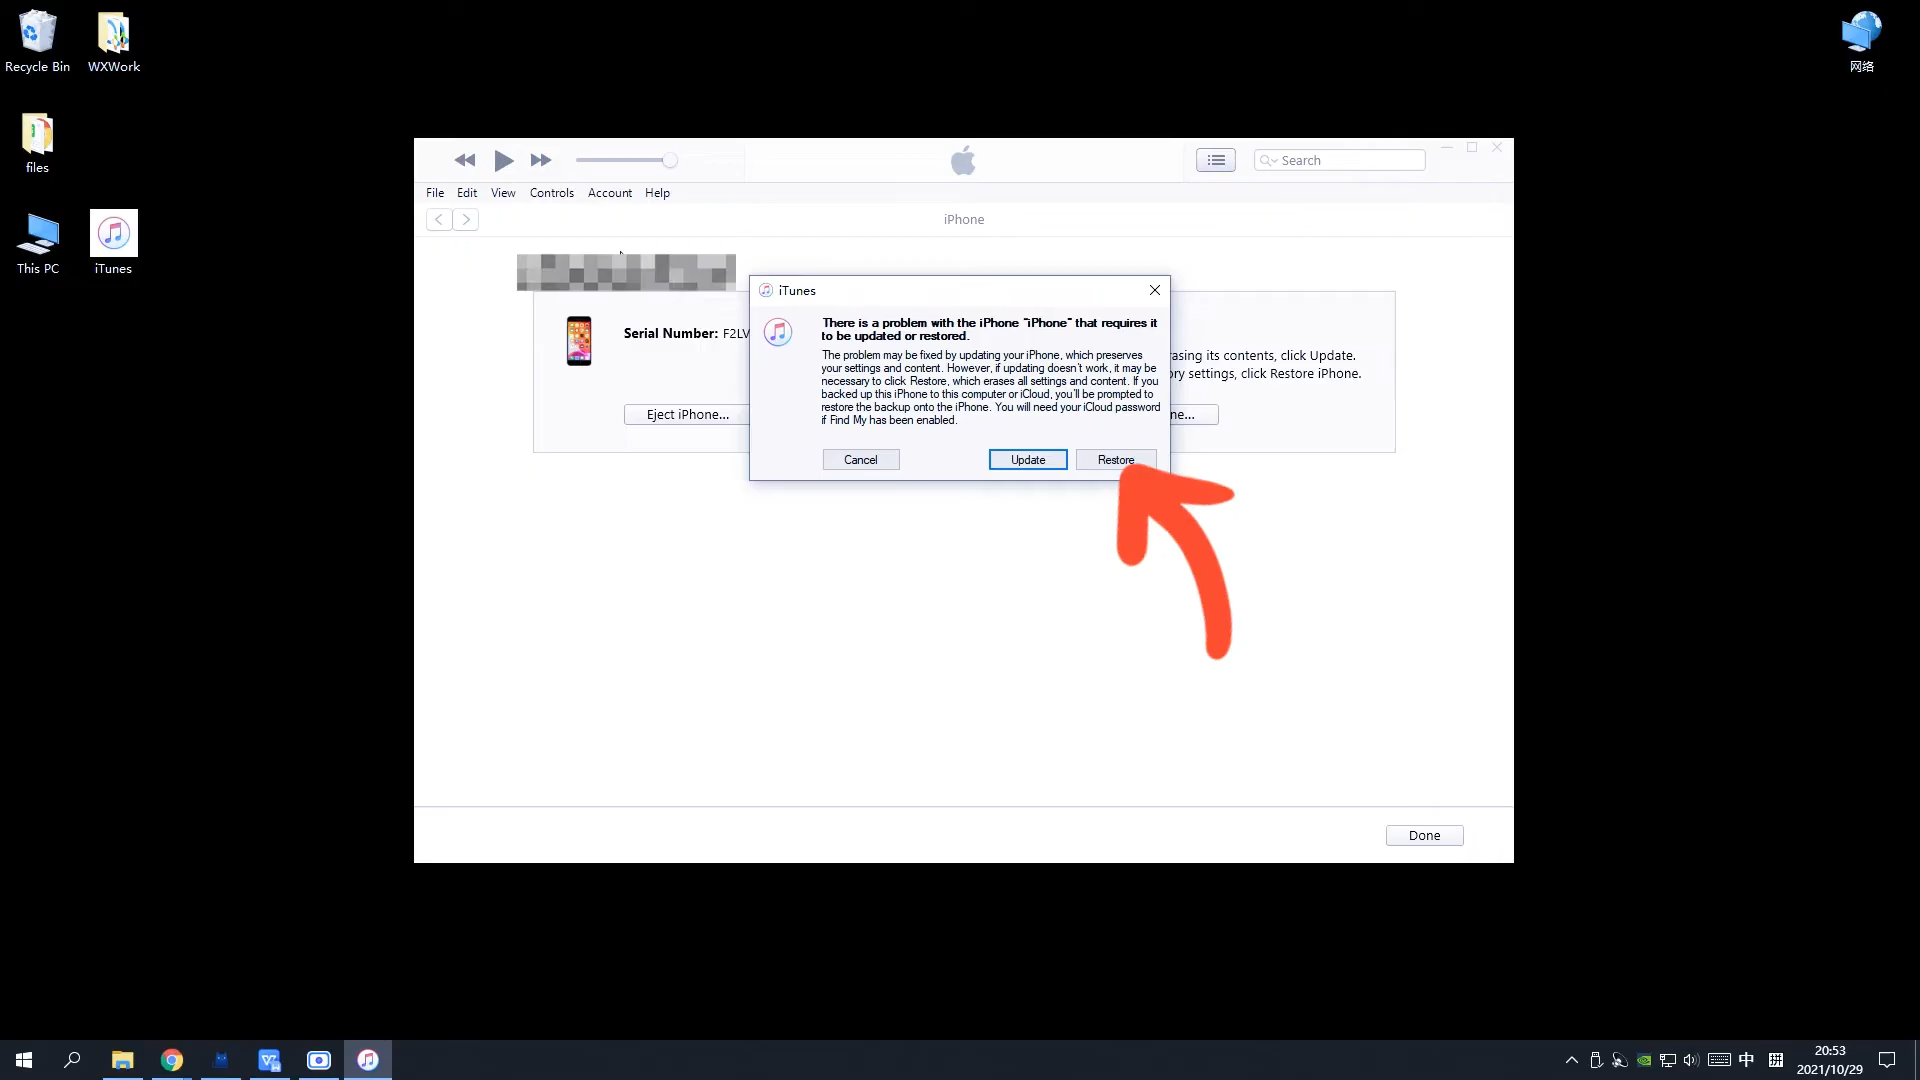 Recycle Bin
WXWork
网络
files
This PC
iTunes
Search
File Edit View Controls Account Help
iPhone
Serial Number: F2LV
asing its contents, click Update.
ory settings, click Restore iPhone.
Eject iPhone...
ne...
iTunes
There is a problem with the iPhone "iPhone" that requires it
to be updated or restored.
The problem may be fixed by updating your iPhone, which preserves
your settings and content. However, if updating doesn't work, it may be
necessary to click Restore, which erases all settings and content. If you
backed up this iPhone to this computer or iCloud, you'll be prompted to
restore the backup onto the iPhone. You will need your iCloud password
if Find My has been enabled.
Cancel
Update
Restore
Done
中
拼
20:53
2021/10/29